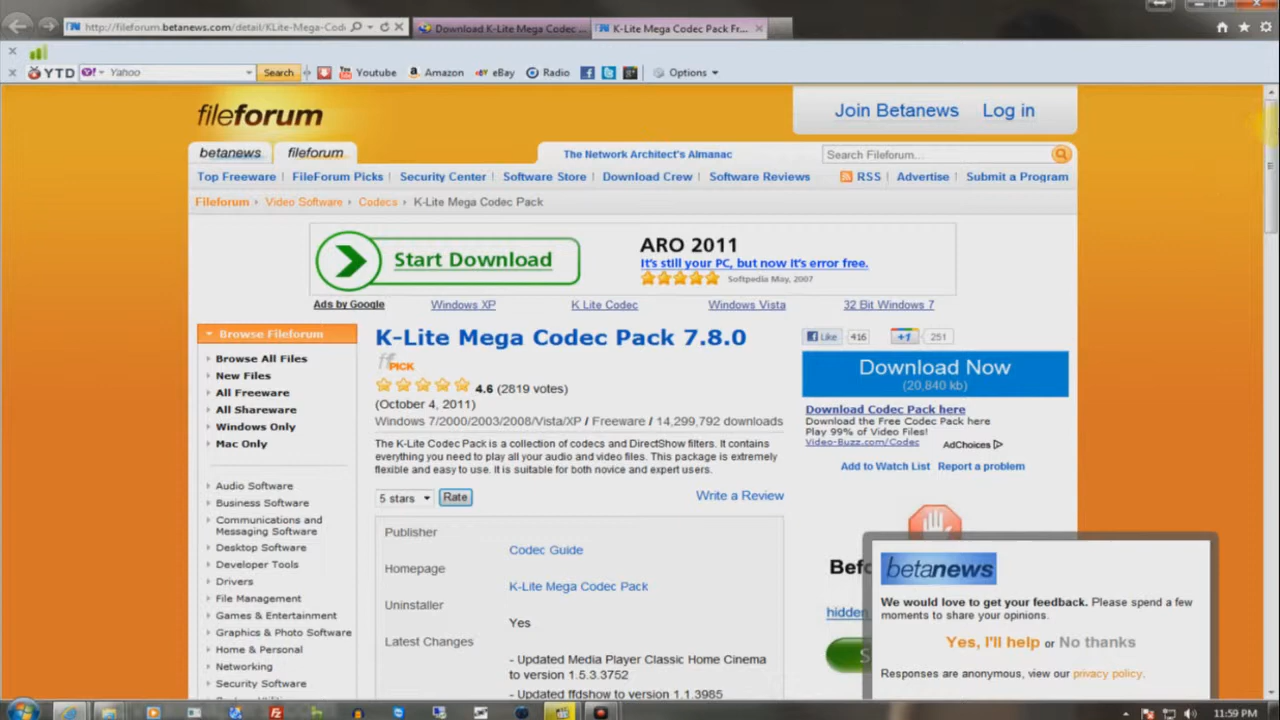 http://fileforum.betanews.com/detail/KLite-Mega-Cod
Download K-Lite Mega Codec ...
K-Lite Mega Codec Pack Fr...
YTD
Yahoo
Search
Youtube
Amazon
eBay
Radio
Options
fileforum
Join Betanews
Log in
betanews
fileforum
The Network Architect's Almanac
Search Fileforum...
Top Freeware
FileForum Picks
Security Center
Software Store
Download Crew
Software Reviews
RSS
Advertise
Submit a Program
Fileforum
Video Software
Codecs
K-Lite Mega Codec Pack
Start Download
ARO 2011
It's still your PC, but now it's error free.
Softpedia May, 2007
Ads by Google
Windows XP
K Lite Codec
Windows Vista
32 Bit Windows 7
Browse Fileforum
Browse All Files
New Files
All Freeware
All Shareware
Windows Only
Mac Only
Audio Software
Business Software
Communications and
Messaging Software
Desktop Software
Developer Tools
Drivers
File Management
Games & Entertainment
Graphics & Photo Software
Home & Personal
Networking
Security Software
K-Lite Mega Codec Pack 7.8.0
ff PICK
4.6 (2819 votes)
(October 4, 2011)
Windows 7/2000/2003/2008/Vista/XP / Freeware / 14,299,792 downloads
The K-Lite Codec Pack is a collection of codecs and DirectShow filters. It contains
everything you need to play all your audio and video files. This package is extremely
flexible and easy to use. It is suitable for both novice and expert users.
5 stars
Rate
Write a Review
Publisher
Codec Guide
Homepage
K-Lite Mega Codec Pack
Uninstaller
Yes
Latest Changes
- Updated Media Player Classic Home Cinema
to version 1.5.3.3752
- Updated ffdshow to version 1.1.3985
Like
416
+1
251
Download Now
(20,840 kb)
Download Codec Pack here
Download the Free Codec Pack here
Play 99% of Video Files!
Video-Buzz.com/Codec
AdChoices
Add to Watch List
Report a problem
hidden
betanews
We would love to get your feedback. Please spend a few
moments to share your opinions.
Yes, I'll help or No thanks
Responses are anonymous, view our privacy policy.
11:59 PM